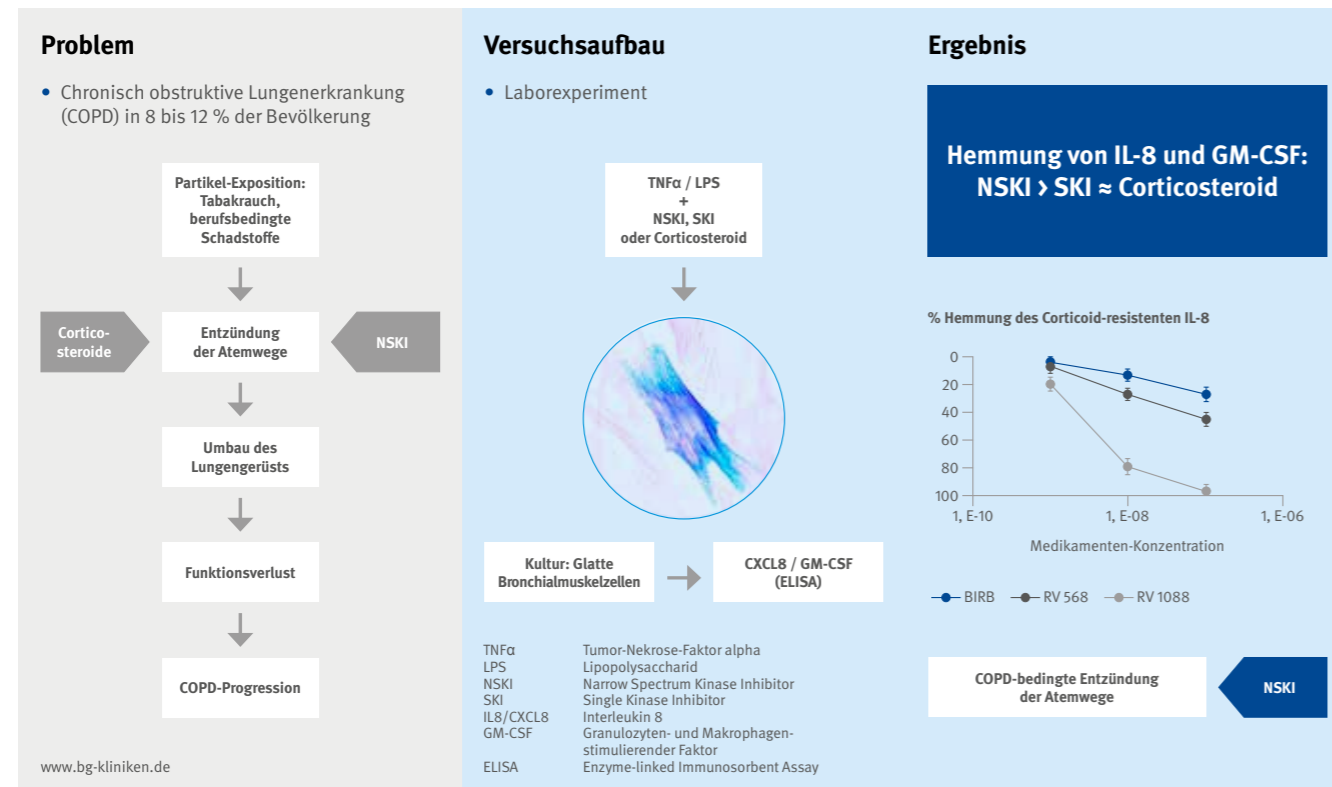 Problem
• Chronisch obstruktive Lungenerkrankung
(COPD) in 8 bis 12 % der Bevölkerung
Partikel-Exposition:
Tabakrauch,
berufsbedingte
Schadstoffe
Cortico-
steroide
Entzündung
der Atemwege
NSKI
Umbau des
Lungengerüsts
Funktionsverlust
COPD-Progression
www.bg-kliniken.de
Versuchsaufbau
• Laborexperiment
TNFα / LPS
+
NSKI, SKI
oder Corticosteroid
Kultur: Glatte
Bronchialmuskelzellen
CXCL8 / GM-CSF
(ELISA)
TNFα Tumor-Nekrose-Faktor alpha
LPS Lipopolysaccharid
NSKI Narrow Spectrum Kinase Inhibitor
SKI Single Kinase Inhibitor
IL8/CXCL8 Interleukin 8
GM-CSF Granulozyten- und Makrophagen-
stimulierender Faktor
ELISA Enzyme-linked Immunosorbent Assay
Ergebnis
Hemmung von IL-8 und GM-CSF:
NSKI > SKI ≈ Corticosteroid
% Hemmung des Corticoid-resistenten IL-8
0
20
40
60
80
100
1, E-10 1, E-08 1, E-06
Medikamenten-Konzentration
BIRB RV 568 RV 1088
COPD-bedingte Entzündung
der Atemwege
NSKI